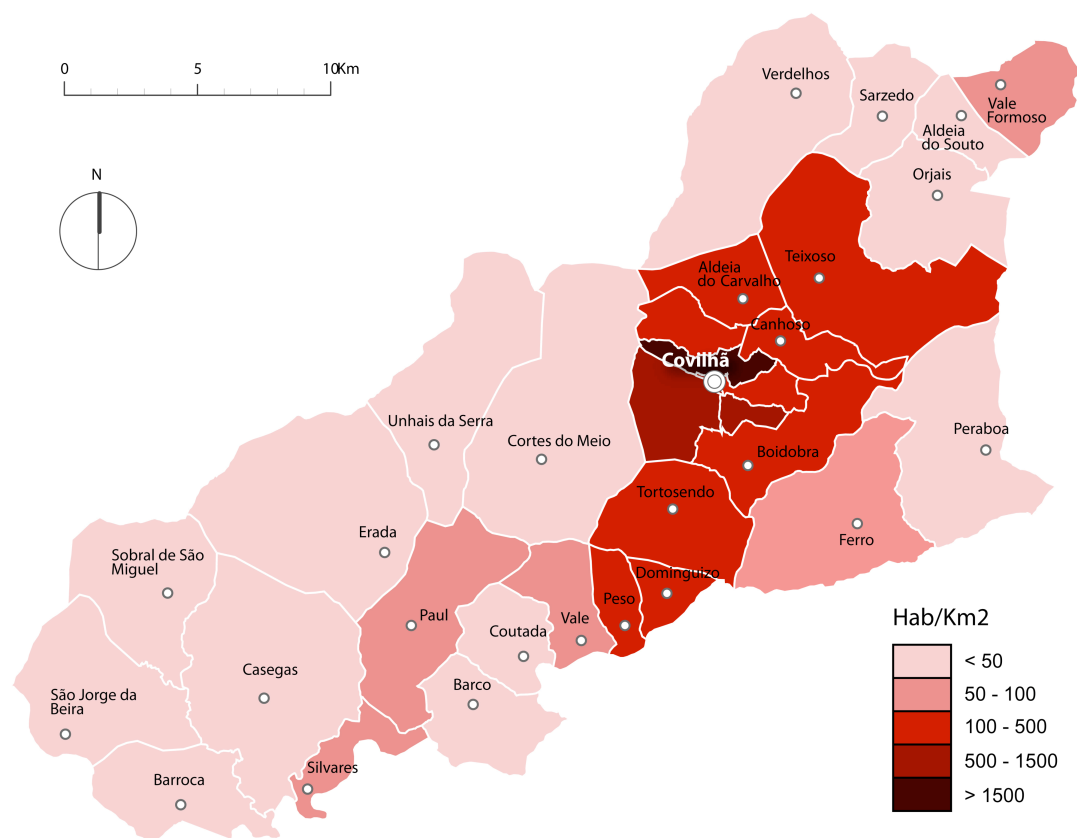 0 5 10Km
N
Verdelhos
Sarzedo
Vale
Formoso
Aldeia
do Souto
Orjais
Teixoso
Aldeia
do Carvalho
Canhoso
Covilhã
Unhais da Serra
Cortes do Meio
Peraboa
Boidobra
Tortosendo
Erada
Ferro
Sobral de São
Miguel
Dominguizo
Peso
Paul
Vale
Coutada
Casegas
Barco
São Jorge da
Beira
Silvares
Barroca
Hab/Km2
< 50
50 - 100
100 - 500
500 - 1500
> 1500